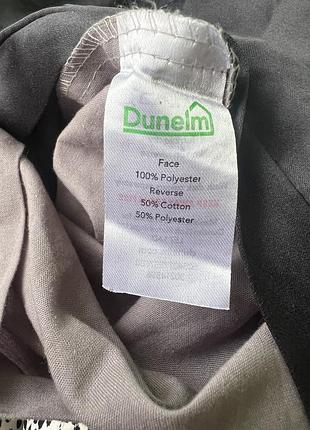 Dunelm
Face
100% Polyester
Reverse
50% Cotton
50% Polyester